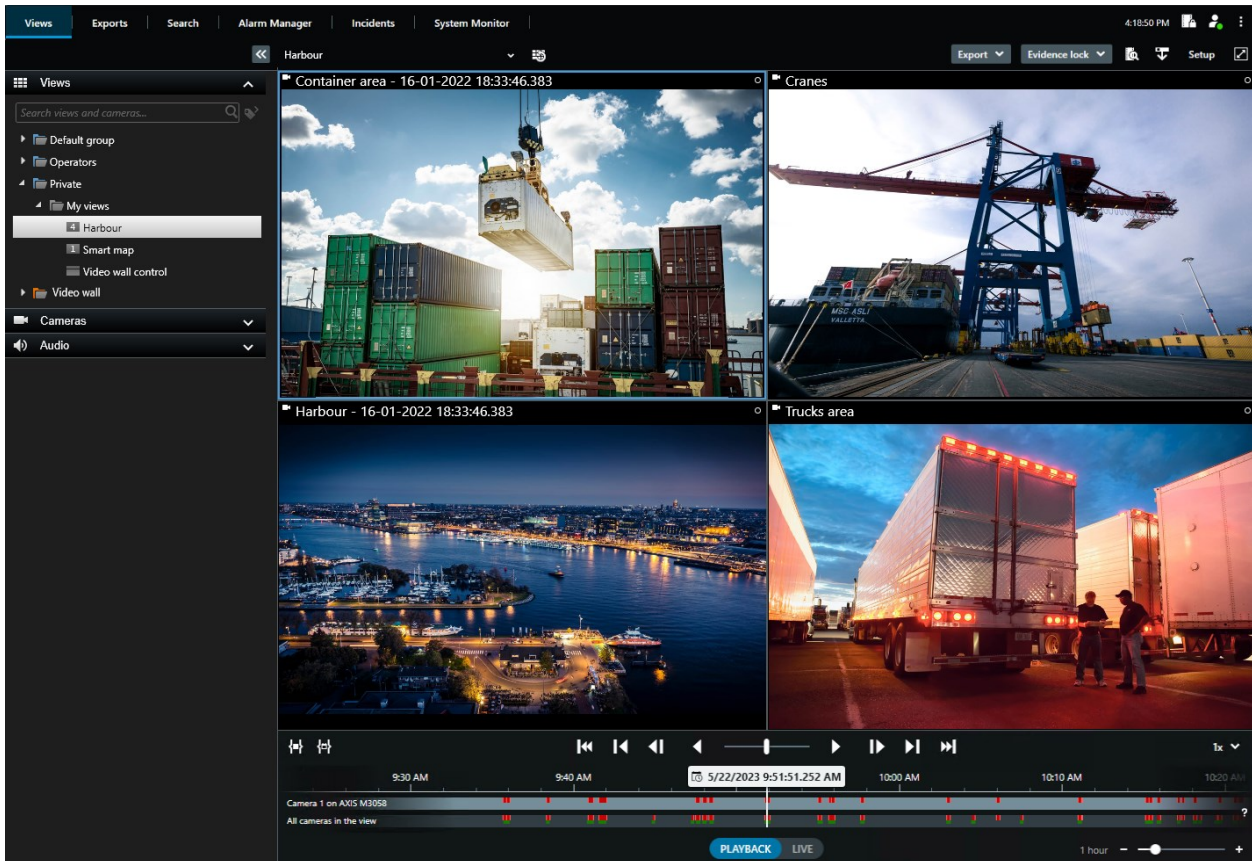 Views Exports Search Alarm Manager Incidents System Monitor 4:18:50 PM
Harbour Export Evidence lock Setup
Views
Search views and cameras...
Default group
Operators
Private
My views
4 Harbour
1 Smart map
Video wall control
Video wall
Cameras
Audio
Container area - 16-01-2022 18:33:46.383
Cranes
MSC ASLI
VALLETTA
Harbour - 16-01-2022 18:33:46.383
Trucks area
1x
9:30 AM 9:40 AM 5/22/2023 9:51:51.252 AM 10:00 AM 10:10 AM 10:20 AM
Camera 1 on AXIS M3058
All cameras in the view
?
PLAYBACK LIVE
1 hour